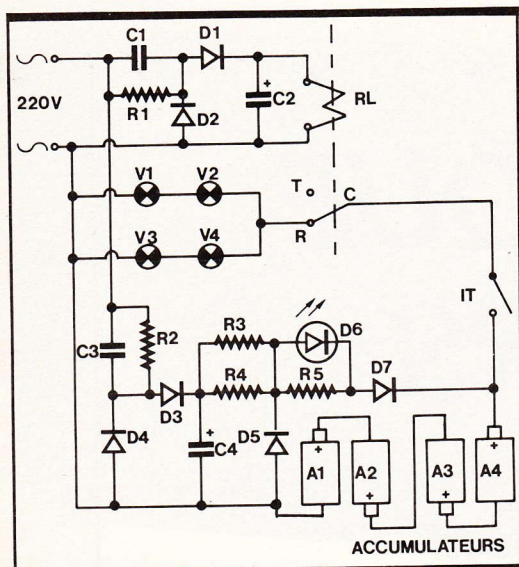 C1 D1
220V R1 D2 + C2 RL
V1 V2 T C
V3 V4 R
IT
C3 R2 R3 D6
R4 R5 D7
D3
D4 + C4 D5
+ A1 A2 + A3 + A4 +
ACCUMULATEURS